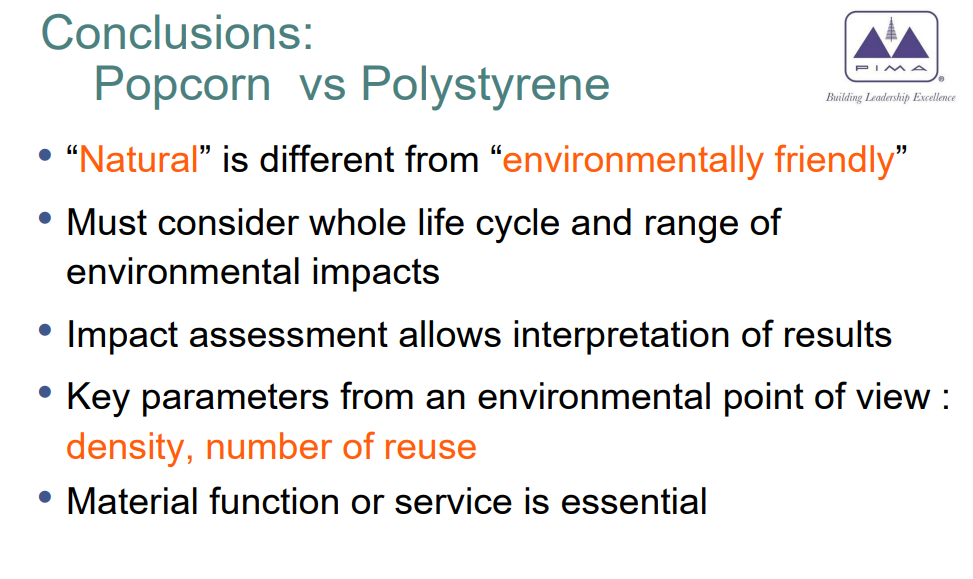 Conclusions:
Popcorn vs Polystyrene
PIMA
®
Building Leadership Excellence
• “Natural” is different from “environmentally friendly”
• Must consider whole life cycle and range of
environmental impacts
• Impact assessment allows interpretation of results
• Key parameters from an environmental point of view :
density, number of reuse
• Material function or service is essential